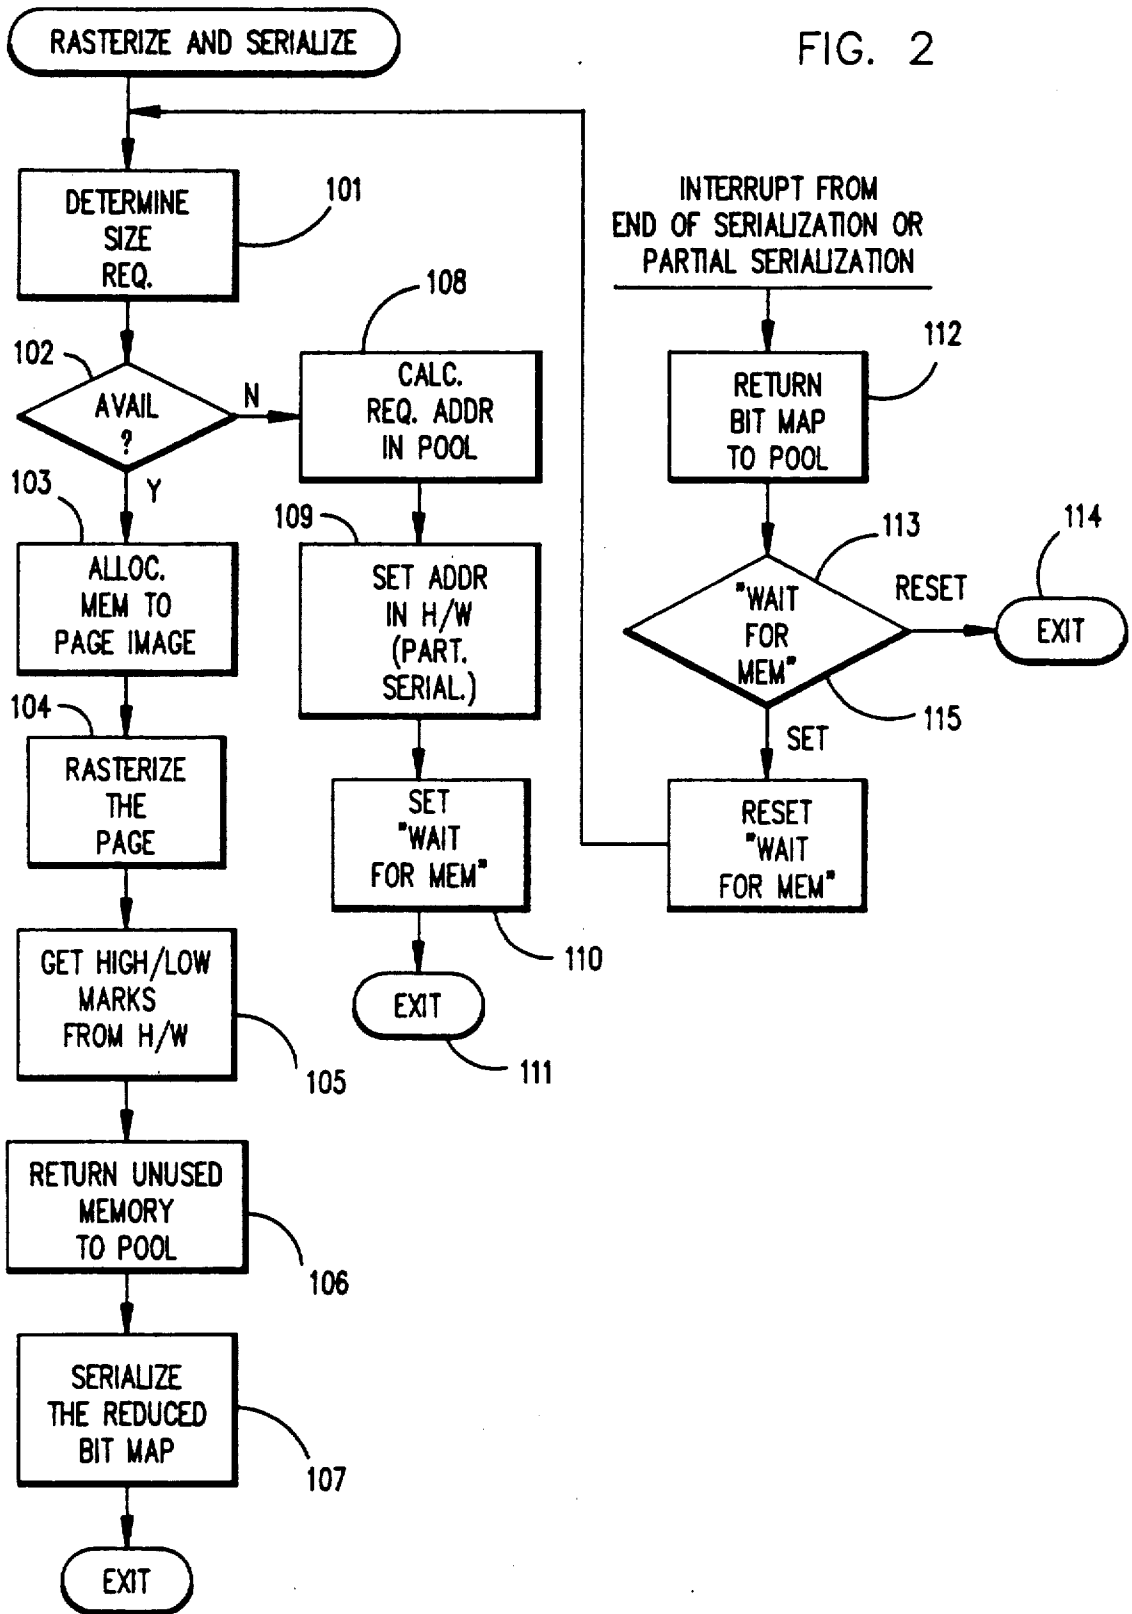 RASTERIZE AND SERIALIZE
FIG. 2
DETERMINE
SIZE
REQ.
101
102
AVAIL
?
N
Y
103
ALLOC.
MEM TO
PAGE IMAGE
104
RASTERIZE
THE
PAGE
GET HIGH/LOW
MARKS
FROM H/W
105
RETURN UNUSED
MEMORY
TO POOL
106
SERIALIZE
THE REDUCED
BIT MAP
107
EXIT
108
CALC.
REQ. ADDR
IN POOL
109
SET ADDR
IN H/W
(PART.
SERIAL.)
SET
"WAIT
FOR MEM"
110
EXIT
111
INTERRUPT FROM
END OF SERIALIZATION OR
PARTIAL SERIALIZATION
112
RETURN
BIT MAP
TO POOL
113
"WAIT
FOR
MEM"
RESET
114
EXIT
115
SET
RESET
"WAIT
FOR MEM"